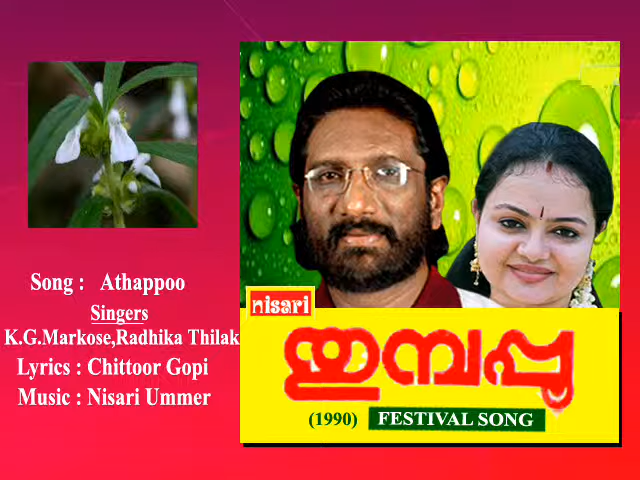 Song : Athappoo
Singers
K.G.Markose,Radhika Thilak
Lyrics : Chittoor Gopi
Music : Nisari Ummer
nisari
തുമ്പപ്പൂ
(1990) FESTIVAL SONG